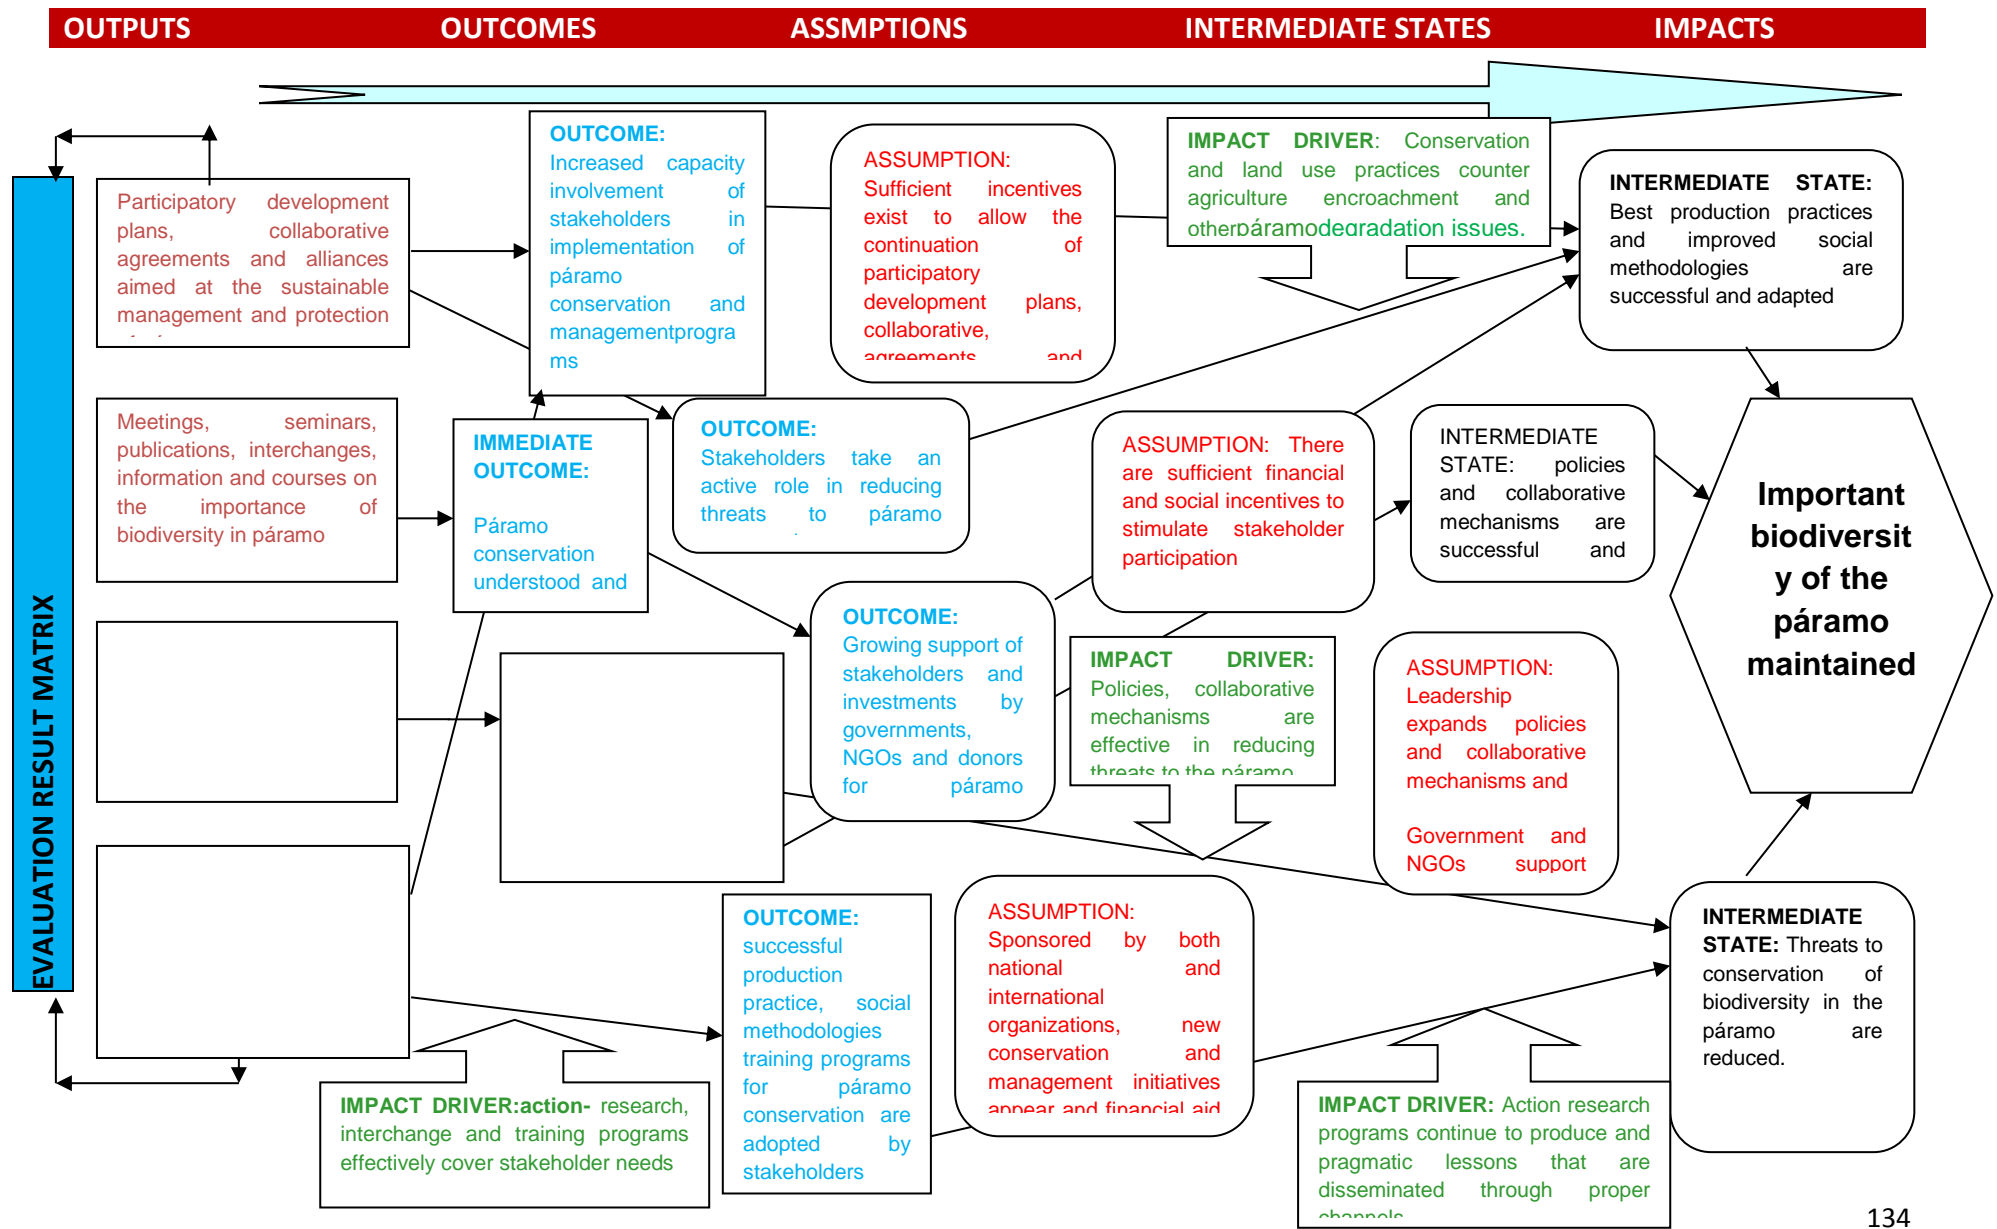 OUTPUTS OUTCOMES ASSMPTIONS INTERMEDIATE STATES IMPACTS
EVALUATION RESULT MATRIX
Participatory development
plans, collaborative
agreements and alliances
aimed at the sustainable
management and protection
Meetings, seminars,
publications, interchanges,
information and courses on
the importance of
biodiversity in páramo
OUTCOME:
Increased capacity
involvement of
stakeholders in
implementation of
páramo
conservation and
managementprogra
ms
IMMEDIATE
OUTCOME:
Páramo
conservation
understood and
OUTCOME:
Stakeholders take an
active role in reducing
threats to páramo
OUTCOME:
Growing support of
stakeholders and
investments by
governments,
NGOs and donors
for páramo
OUTCOME:
successful
production
practice, social
methodologies
training programs
for páramo
conservation are
adopted by
stakeholders
IMPACT DRIVER:action- research,
interchange and training programs
effectively cover stakeholder needs
ASSUMPTION:
Sufficient incentives
exist to allow the
continuation of
participatory
development plans,
collaborative,
agreements and
ASSUMPTION: There
are sufficient financial
and social incentives to
stimulate stakeholder
participation
ASSUMPTION:
Sponsored by both
national and
international
organizations, new
conservation and
management initiatives
appear and financial aid
IMPACT DRIVER: Conservation
and land use practices counter
agriculture encroachment and
otherpáramodegradation issues.
IMPACT DRIVER:
Policies, collaborative
mechanisms are
effective in reducing
threats to the páramo
ASSUMPTION:
Leadership
expands policies
and collaborative
mechanisms and
Government and
NGOs support
IMPACT DRIVER: Action research
programs continue to produce and
pragmatic lessons that are
disseminated through proper
channels
INTERMEDIATE STATE:
Best production practices
and improved social
methodologies are
successful and adapted
INTERMEDIATE
STATE: policies
and collaborative
mechanisms are
successful and
INTERMEDIATE
STATE: Threats to
conservation of
biodiversity in the
páramo are
reduced.
Important
biodiversit
y of the
páramo
maintained
134